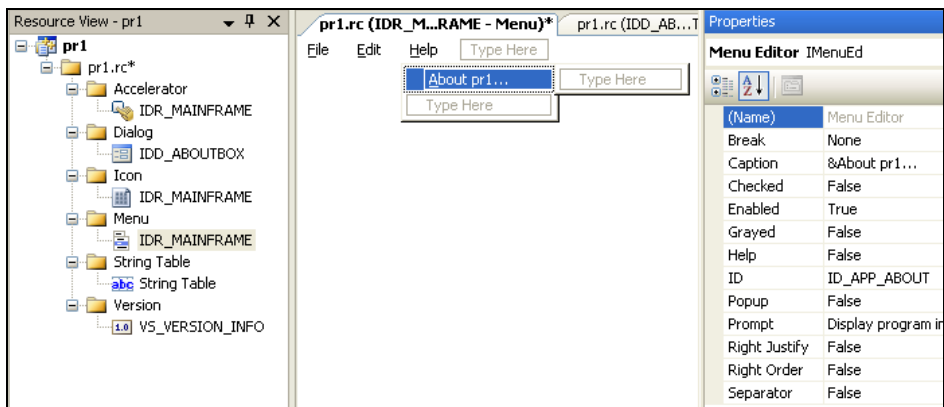 Resource View - pr1
pr1
pr1.rc*
Accelerator
IDR_MAINFRAME
Dialog
IDD_ABOUTBOX
Icon
IDR_MAINFRAME
Menu
IDR_MAINFRAME
String Table
abc String Table
Version
1.0 VS_VERSION_INFO
pr1.rc (IDR_M...RAME - Menu)* pr1.rc (IDD_AB...T
File Edit Help Type Here
About pr1... Type Here
Type Here
Properties
Menu Editor IMenuEd
(Name) Menu Editor
Break None
Caption &About pr1...
Checked False
Enabled True
Grayed False
Help False
ID ID_APP_ABOUT
Popup False
Prompt Display program in
Right Justify False
Right Order False
Separator False